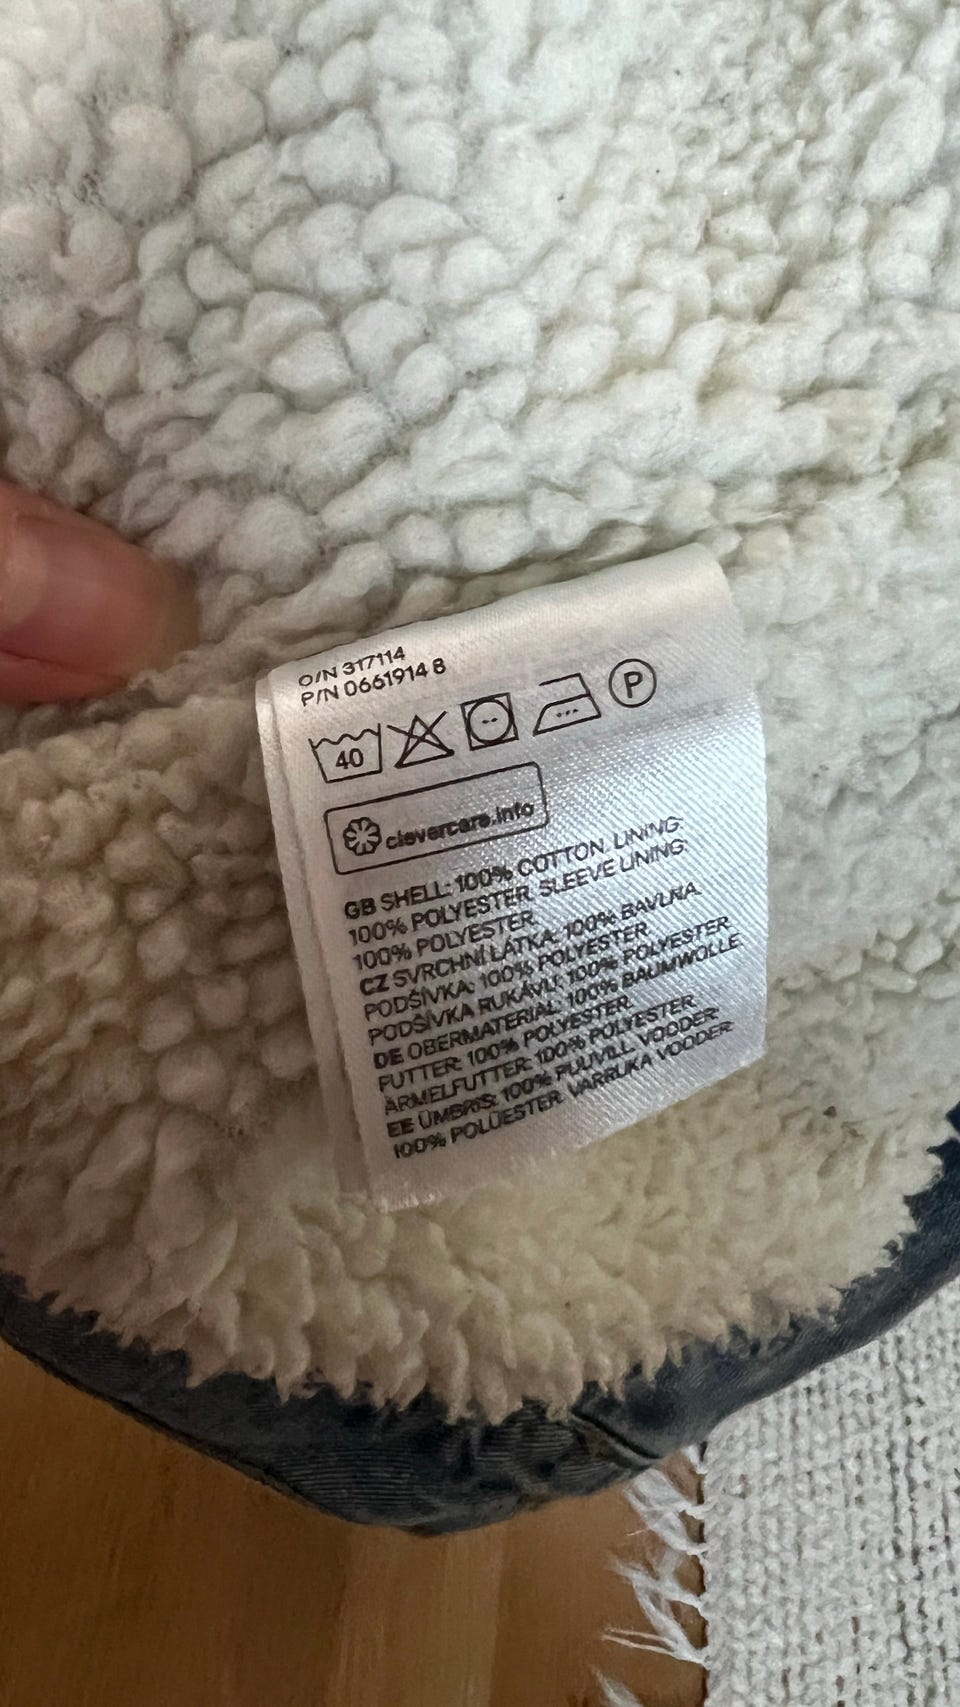 O/N 317114
P/N 0661914 8
40
P
clevercare.info
GB SHELL: 100% COTTON. LINING:
100% POLYESTER. SLEEVE LINING:
100% POLYESTER.
CZ SVRCHNÍ LÁTKA: 100% BAVLNA.
PODŠÍVKA: 100% POLYESTER.
PODŠÍVKA RUKÁVU: 100% POLYESTER.
DE OBERMATERIAL: 100% BAUMWOLLE.
FUTTER: 100% POLYESTER.
ÄRMELFUTTER: 100% POLYESTER.
EE ÜMBRIS: 100% PUUVILL. VOODER:
100% POLÜESTER. VARRUKA VOODER: